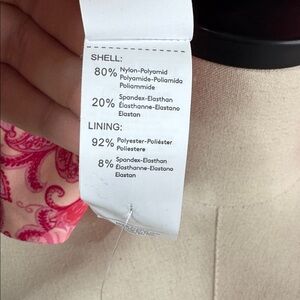 SHELL:
80% Nylon-Polyamid
Polyamide-Poliamida
Poliammide
20% Spandex-Elasthan
Élasthanne-Elastano
Elastan
LINING:
92% Polyester-Poliéster
Poliestere
8% Spandex-Elasthan
Élasthanne-Elastano
Elastan